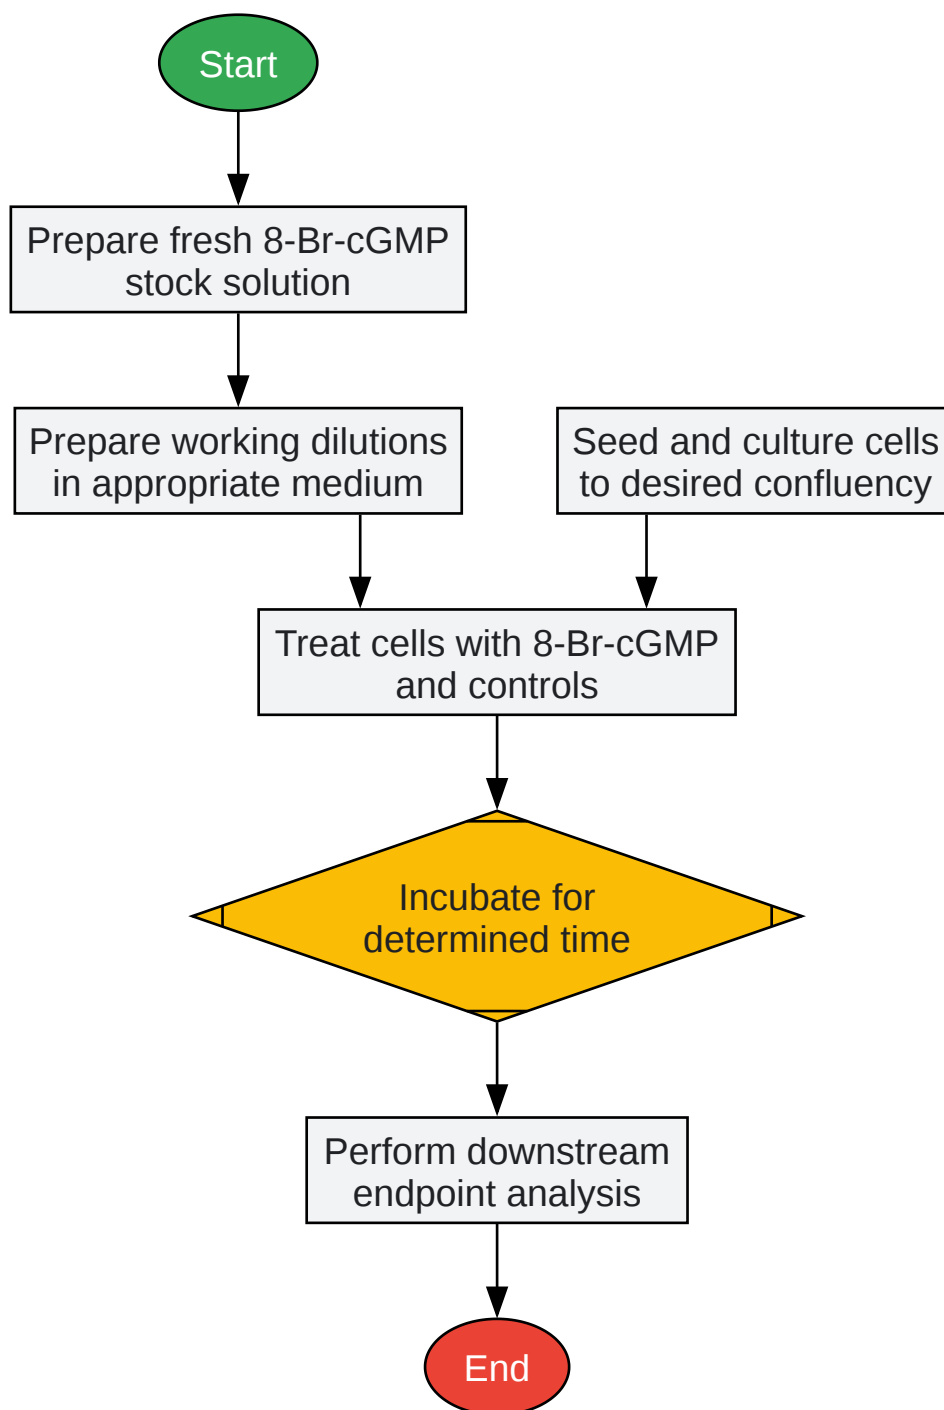 Start
Prepare fresh 8-Br-cGMP
stock solution
Prepare working dilutions
in appropriate medium
Seed and culture cells
to desired confluency
Treat cells with 8-Br-cGMP
and controls
Incubate for
determined time
Perform downstream
endpoint analysis
End